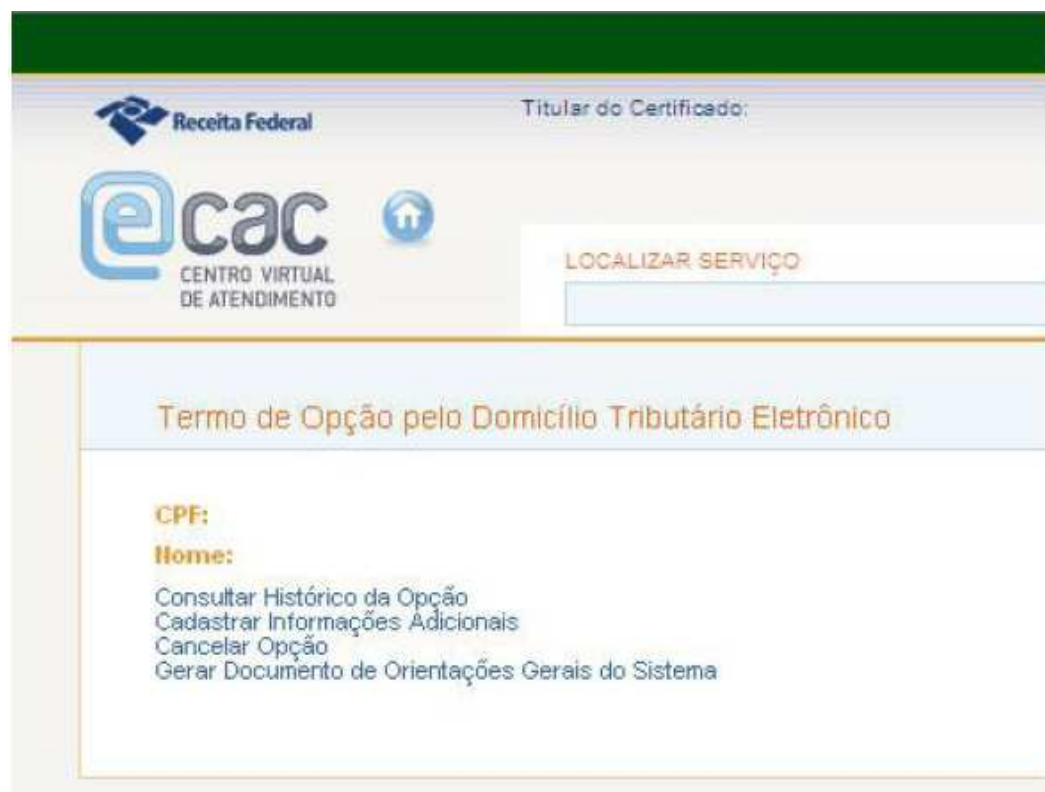 Receita Federal
Titular do Certificado:
ecac
CENTRO VIRTUAL
DE ATENDIMENTO
LOCALIZAR SERVIÇO
Termo de Opção pelo Domicílio Tributário Eletrônico
CPF:
Nome:
Consultar Histórico da Opção
Cadastrar Informações Adicionais
Cancelar Opção
Gerar Documento de Orientações Gerais do Sistema